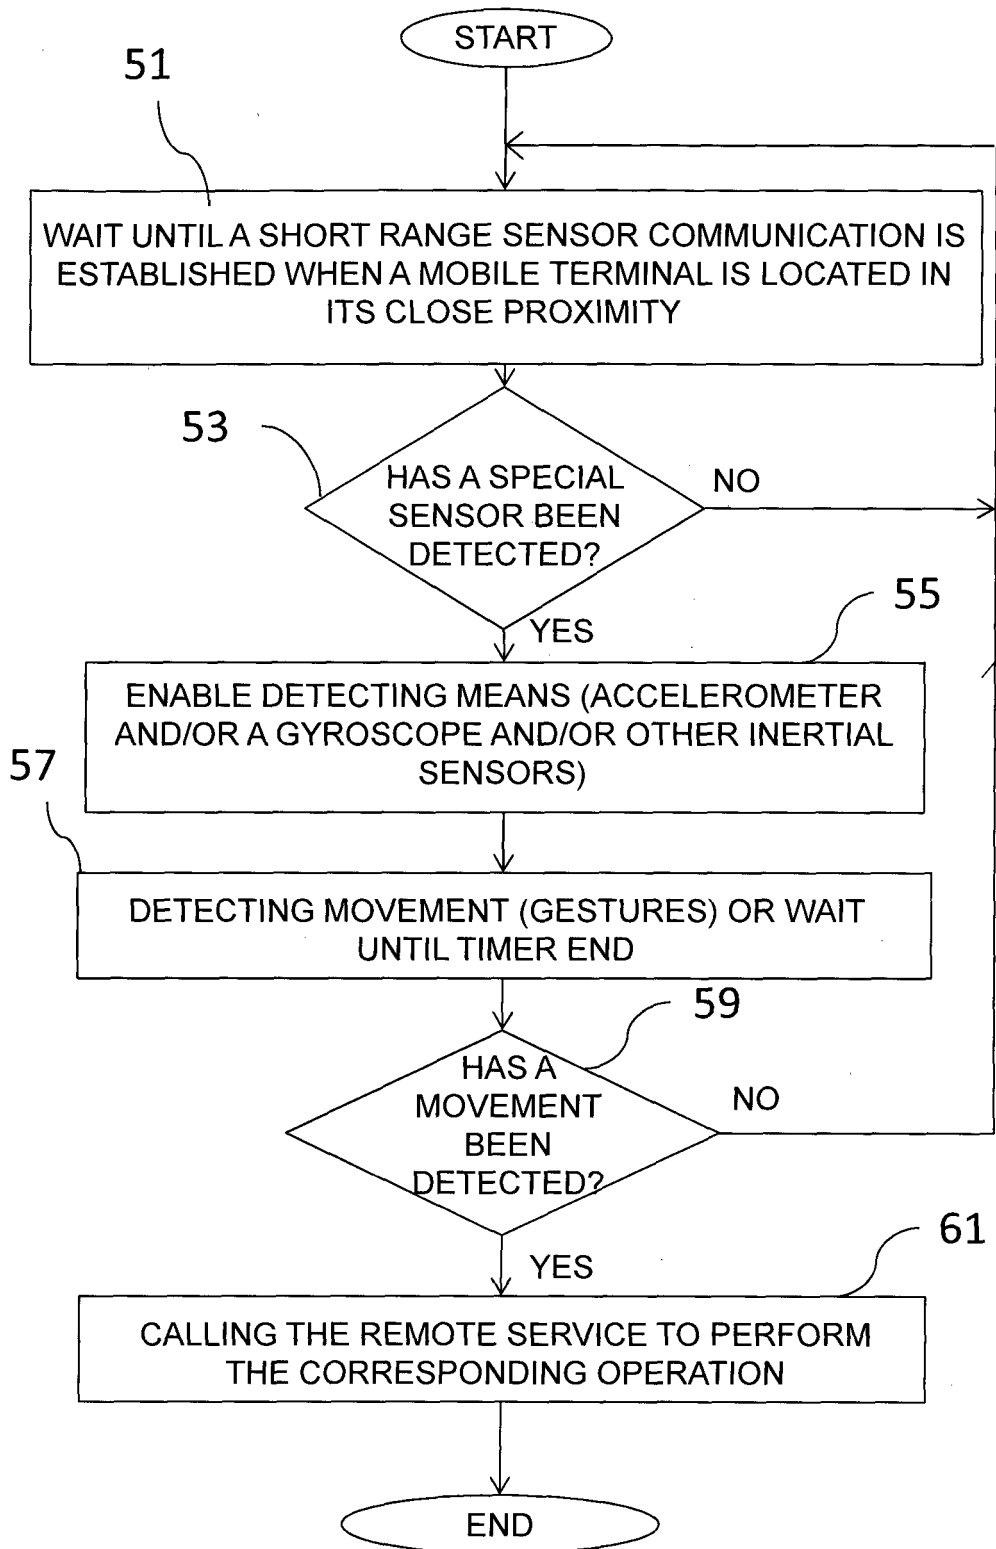 START
51
WAIT UNTIL A SHORT RANGE SENSOR COMMUNICATION IS
ESTABLISHED WHEN A MOBILE TERMINAL IS LOCATED IN
ITS CLOSE PROXIMITY
53
HAS A SPECIAL
SENSOR BEEN
DETECTED?
NO
YES
55
ENABLE DETECTING MEANS (ACCELEROMETER
AND/OR A GYROSCOPE AND/OR OTHER INERTIAL
SENSORS)
57
DETECTING MOVEMENT (GESTURES) OR WAIT
UNTIL TIMER END
59
HAS A
MOVEMENT
BEEN
DETECTED?
NO
YES
61
CALLING THE REMOTE SERVICE TO PERFORM
THE CORRESPONDING OPERATION
END